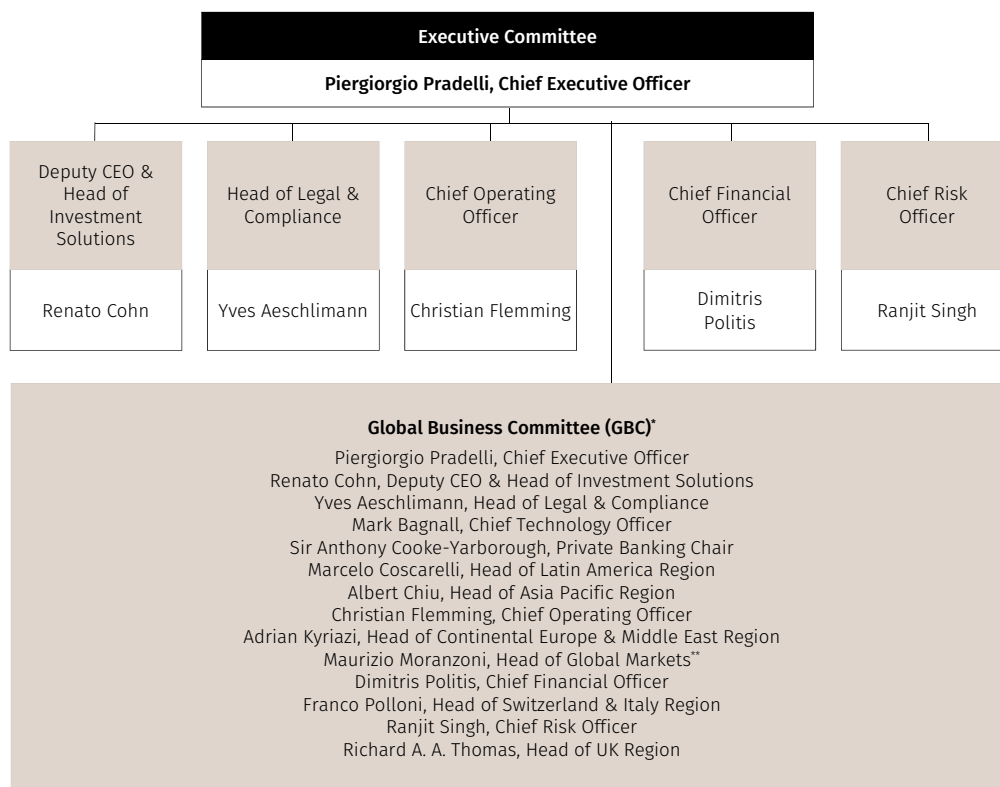 Executive Committee
Piergiorgio Pradelli, Chief Executive Officer
Deputy CEO &
Head of
Investment
Solutions
Renato Cohn
Head of Legal &
Compliance
Yves Aeschlimann
Chief Operating
Officer
Christian Flemming
Chief Financial
Officer
Dimitris
Politis
Chief Risk
Officer
Ranjit Singh
Global Business Committee (GBC)*
Piergiorgio Pradelli, Chief Executive Officer
Renato Cohn, Deputy CEO & Head of Investment Solutions
Yves Aeschlimann, Head of Legal & Compliance
Mark Bagnall, Chief Technology Officer
Sir Anthony Cooke-Yarborough, Private Banking Chair
Marcelo Coscarelli, Head of Latin America Region
Albert Chiu, Head of Asia Pacific Region
Christian Flemming, Chief Operating Officer
Adrian Kyriazi, Head of Continental Europe & Middle East Region
Maurizio Moranzoni, Head of Global Markets**
Dimitris Politis, Chief Financial Officer
Franco Polloni, Head of Switzerland & Italy Region
Ranjit Singh, Chief Risk Officer
Richard A. A. Thomas, Head of UK Region